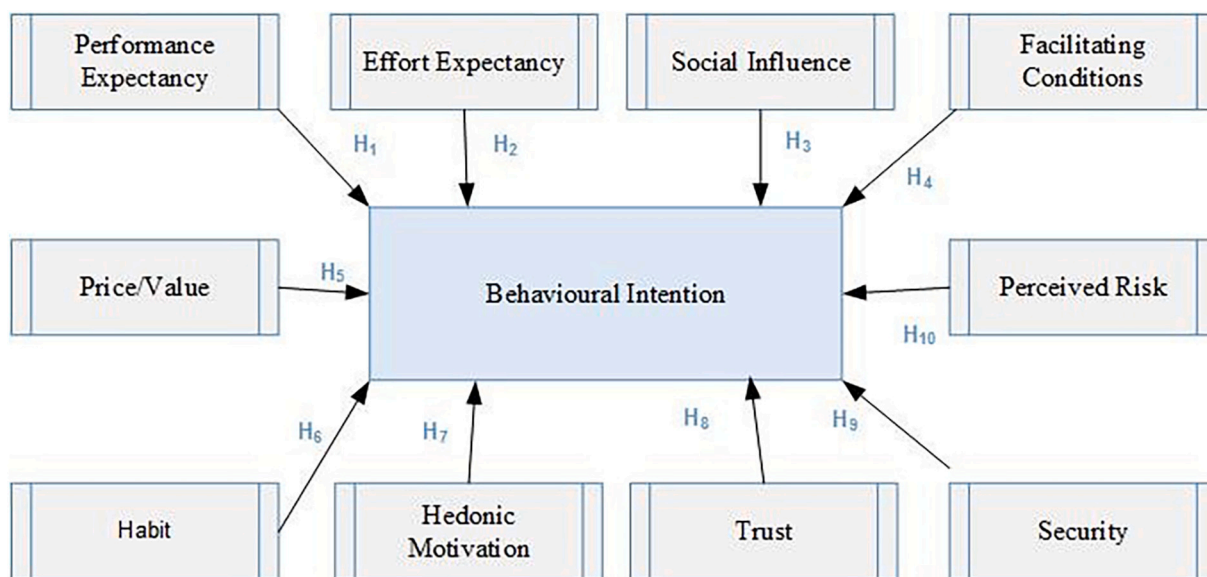 Performance
Expectancy
Effort Expectancy
Social Influence
Facilitating
Conditions
H1
H2
H3
H4
Price/Value
H5
Behavioural Intention
Perceived Risk
H10
H6
H7
H8
H9
Habit
Hedonic
Motivation
Trust
Security